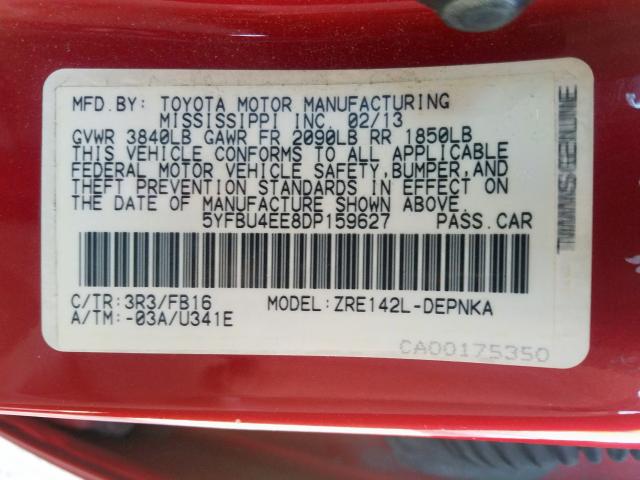 MFD.BY: TOYOTA MOTOR MANUFACTURING
MISSISSIPPI INC 02/13
GVWR 3840LB GAWR FR 2090LB RR 1850LB
THIS VEHICLE CONFORMS TO ALL APPLICABLE
FEDERAL MOTOR VEHICLE SAFETY,BUMPER,AND
THEFT PREVENTION STANDARDS IN EFFECT ON
DATE OF MANUFACTURE SHOWN ABOVE.
5YFBU4EE8DP159627 PASS.CAR
C/TR:3R3/FB16 MODEL:ZRE142L-DEPNKA
A/TM:-03A/U341E
CA00175350